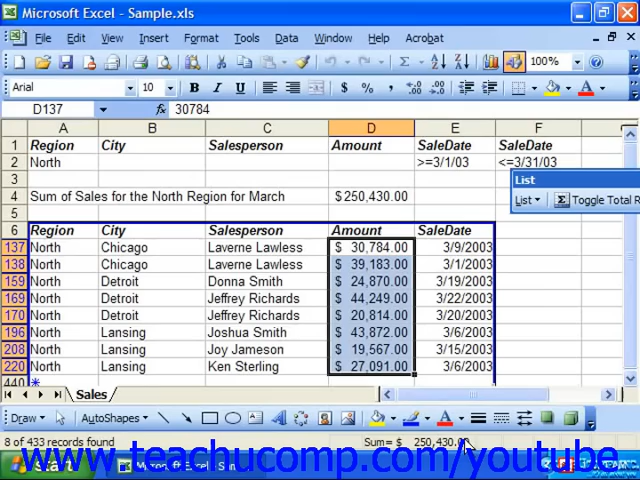 Microsoft Excel - Sample.xls
File Edit View Insert Format Tools Data Window Help Acrobat
100%
Arial 10 B I U $ %
D137 fx 30784
A B C D E F
1 Region City Salesperson Amount SaleDate SaleDate
2 North >=3/1/03 <=3/31/03
3
List
4 Sum of Sales for the North Region for March $250,430.00
List Σ Toggle Total R
5
6 Region City Salesperson Amount SaleDate
137 North Chicago Laverne Lawless $ 30,784.00 3/9/2003
138 North Chicago Laverne Lawless $ 39,183.00 3/1/2003
159 North Detroit Donna Smith $ 24,870.00 3/19/2003
169 North Detroit Jeffrey Richards $ 44,249.00 3/22/2003
170 North Detroit Jeffrey Richards $ 20,814.00 3/20/2003
196 North Lansing Joshua Smith $ 43,872.00 3/6/2003
208 North Lansing Joy Jameson $ 19,567.00 3/15/2003
220 North Lansing Ken Sterling $ 27,091.00 3/6/2003
440
Sales
Draw AutoShapes
8 of 433 records found Sum= $ 250,430.00
www.teachucomp.com/youtube
start Microsoft Excel - Sam